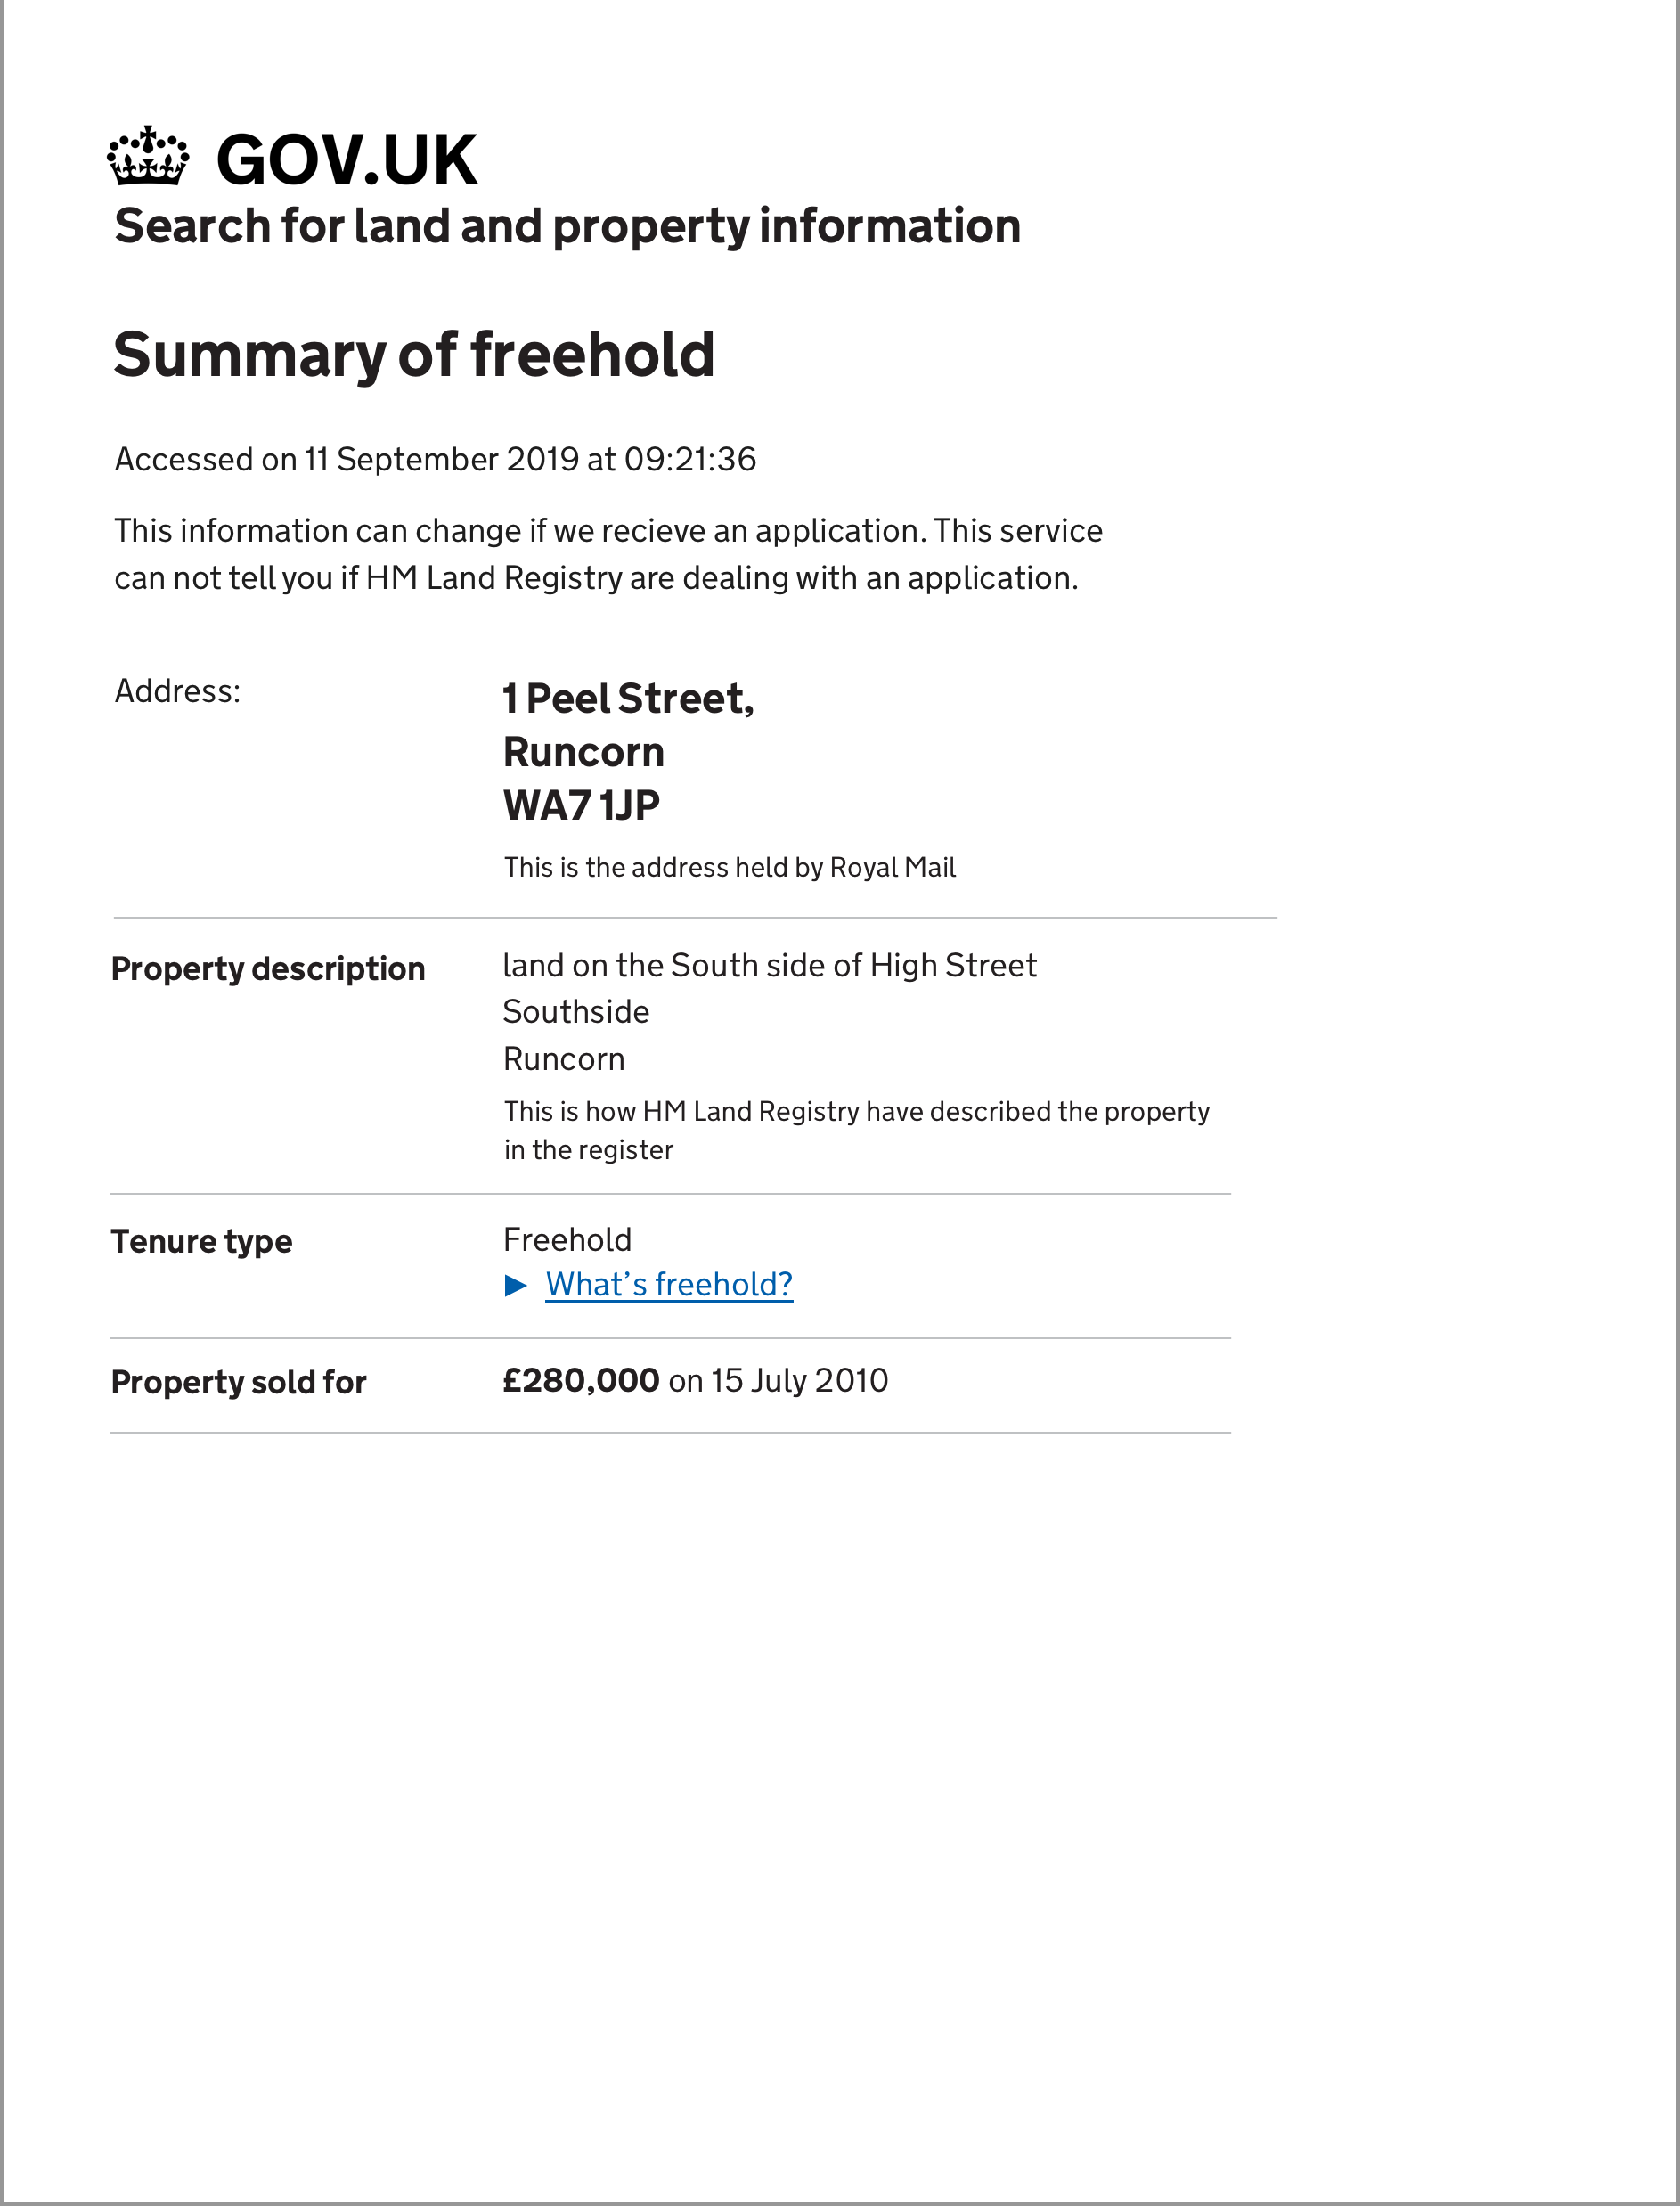 GOV.UK
Search for land and property information
Summary of freehold
Accessed on 11 September 2019 at 09:21:36
This information can change if we recieve an application. This service
can not tell you if HM Land Registry are dealing with an application.
Address:
1 Peel Street,
Runcorn
WA7 1JP
This is the address held by Royal Mail
Property description
land on the South side of High Street
Southside
Runcorn
This is how HM Land Registry have described the property
in the register
Tenure type
Freehold
► What's freehold?
Property sold for
£280,000 on 15 July 2010